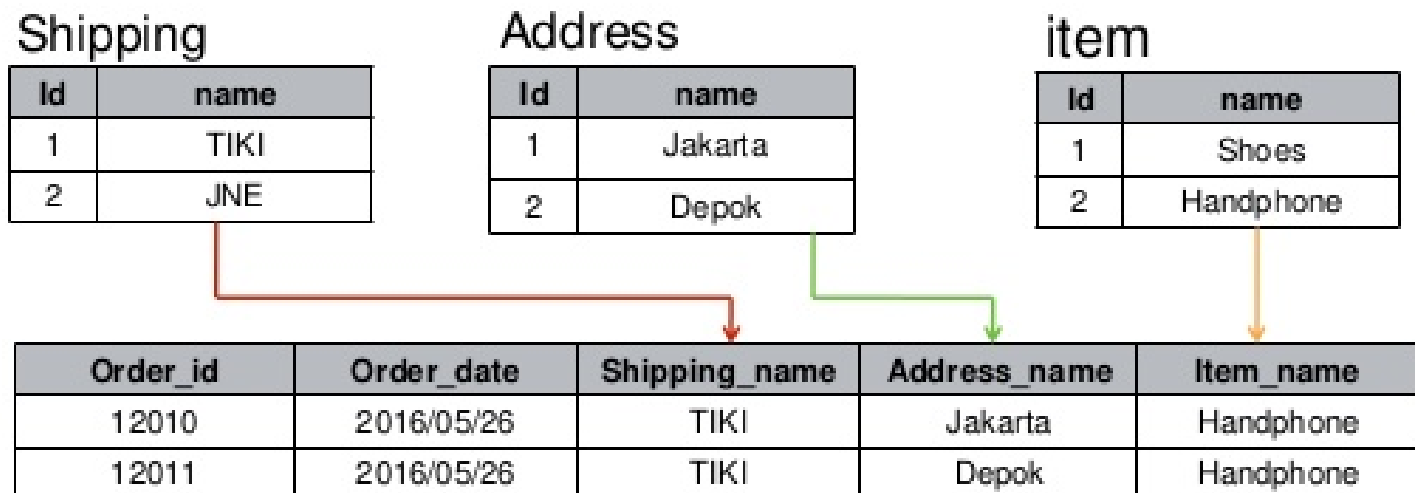 Shipping
Id name
1 TIKI
2 JNE
Address
Id name
1 Jakarta
2 Depok
item
Id name
1 Shoes
2 Handphone
Order_id Order_date Shipping_name Address_name Item_name
12010 2016/05/26 TIKI Jakarta Handphone
12011 2016/05/26 TIKI Depok Handphone